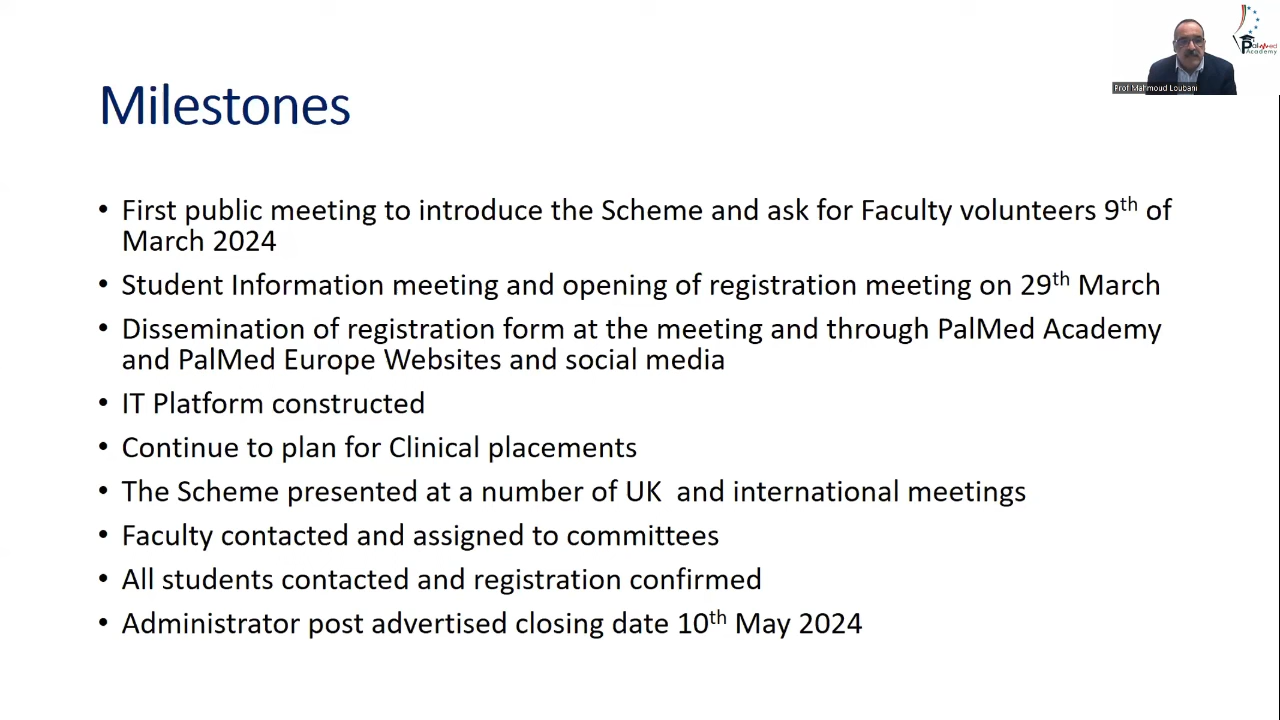 Milestones
• First public meeting to introduce the Scheme and ask for Faculty volunteers 9th of
March 2024
• Student Information meeting and opening of registration meeting on 29th March
• Dissemination of registration form at the meeting and through PalMed Academy
and PalMed Europe Websites and social media
• IT Platform constructed
• Continue to plan for Clinical placements
• The Scheme presented at a number of UK  and international meetings
• Faculty contacted and assigned to committees
• All students contacted and registration confirmed
• Administrator post advertised closing date 10th May 2024
Prof Mahmoud Loubani
PalMed
Academy